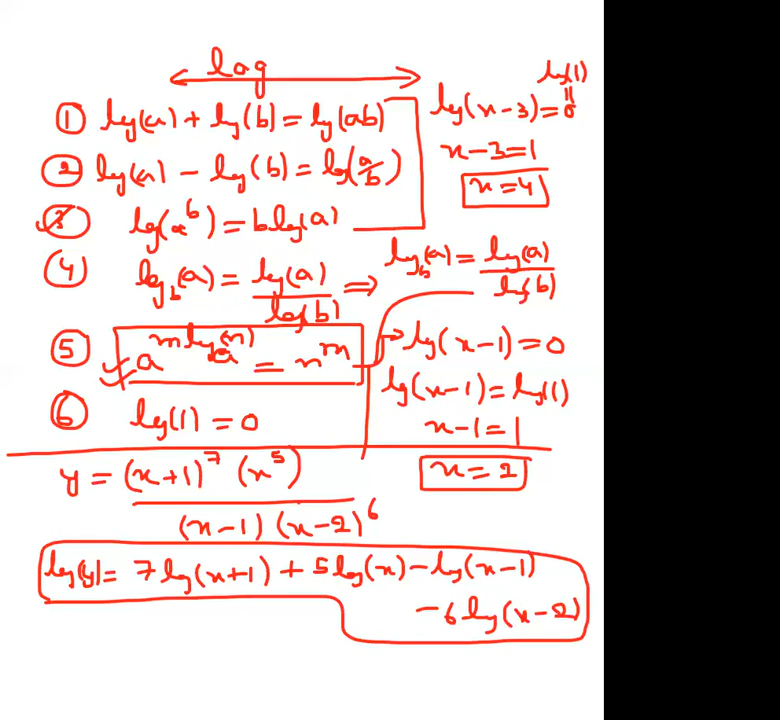 log
① log(a) + log(b) = log(ab)
② log(a) - log(b) = log(a/b)
③ log(a^b) = b log(a)
④ log_b(a) = log(a)/log(b) ⇒ log_b(a) = log(a)/log(b)
⑤ a^(m log_a(n)) = n^m
⑥ log(1) = 0
log(1)
॥
log(x-3) = 0
x-3=1
x=4
log(x-1) = 0
log(x-1) = log(1)
x-1=1
x=2
y = (x+1)^7 (x^5) / (x-1) (x-2)^6
log(y) = 7 log(x+1) + 5 log(x) - log(x-1)
-6 log(x-2)